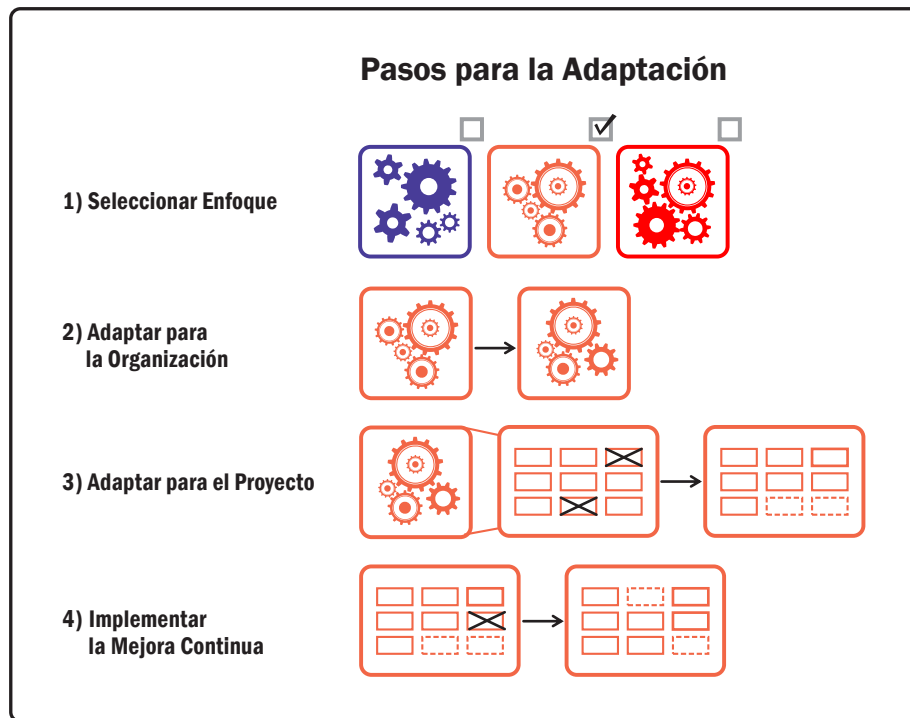 Pasos para la Adaptación
1) Seleccionar Enfoque
2) Adaptar para
la Organización
3) Adaptar para el Proyecto
4) Implementar
la Mejora Continua